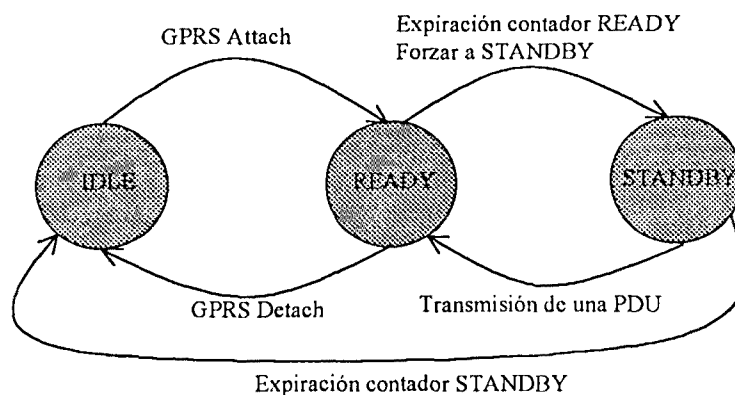 GPRS Attach
Expiración contador READY
Forzar a STANDBY
IDLE
READY
STANDBY
GPRS Detach
Transmisión de una PDU
Expiración contador STANDBY